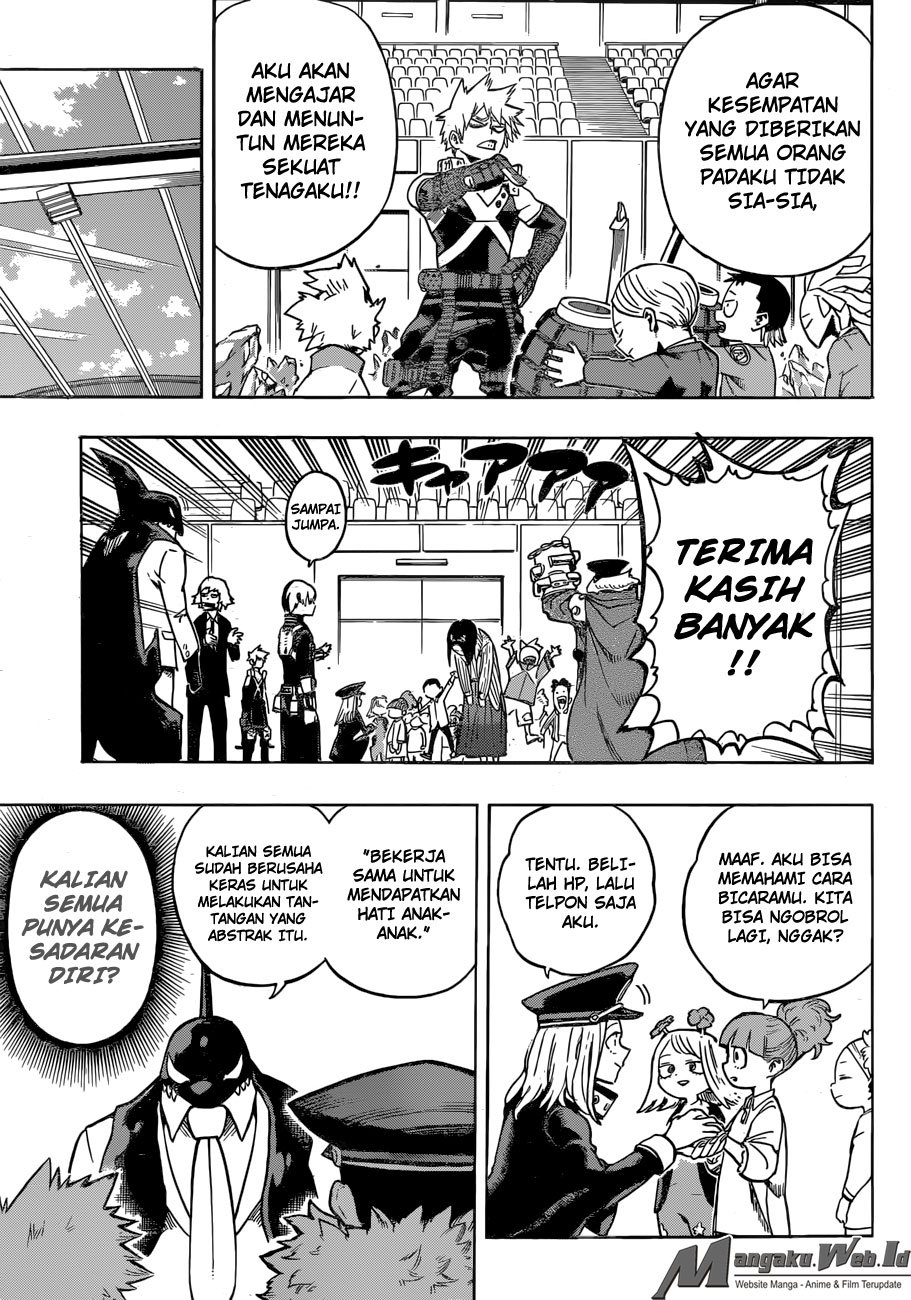 AGAR
KESEMPATAN
YANG DIBERIKAN
SEMUA ORANG
PADAKU TIDAK
SIA-SIA,
AKU AKAN
MENGAJAR
DAN MENUN-
TUN MEREKA
SEKUAT
TENAGAKU!!
TERIMA
KASIH
BANYAK
!!
キャアアア
SAMPAI
JUMPA.
MAAF. AKU BISA
MEMAHAMI CARA
BICARAMU. KITA
BISA NGOBROL
LAGI, NGGAK?
TENTU. BELI-
LAH HP, LALU
TELPON SAJA
AKU.
"BEKERJA
SAMA UNTUK
MENDAPATKAN
HATI ANAK-
ANAK."
KALIAN SEMUA
SUDAH BERUSAHA
KERAS UNTUK
MELAKUKAN TAN-
TANGAN YANG
ABSTRAK ITU.
KALIAN
SEMUA
PUNYA KE-
SADARAN
DIRI?
Mangaku.Web.Id
Website Manga - Anime & Film Terupdate